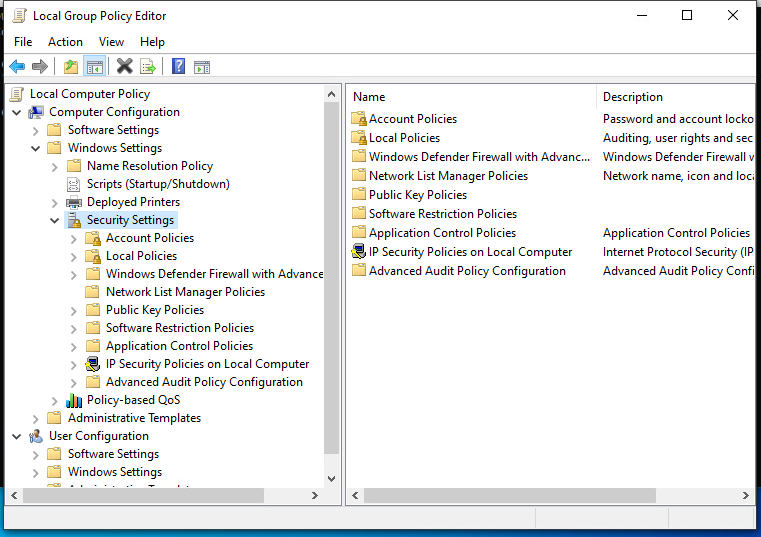 Local Group Policy Editor
File Action View Help
Local Computer Policy
Computer Configuration
Software Settings
Windows Settings
Name Resolution Policy
Scripts (Startup/Shutdown)
Deployed Printers
Security Settings
Account Policies
Local Policies
Windows Defender Firewall with Advance
Network List Manager Policies
Public Key Policies
Software Restriction Policies
Application Control Policies
IP Security Policies on Local Computer
Advanced Audit Policy Configuration
Policy-based QoS
Administrative Templates
User Configuration
Software Settings
Windows Settings
Name Description
Account Policies Password and account locko
Local Policies Auditing, user rights and sec
Windows Defender Firewall with Advanc... Windows Defender Firewall w
Network List Manager Policies Network name, icon and loca
Public Key Policies
Software Restriction Policies
Application Control Policies Application Control Policies
IP Security Policies on Local Computer Internet Protocol Security (IP
Advanced Audit Policy Configuration Advanced Audit Policy Confi